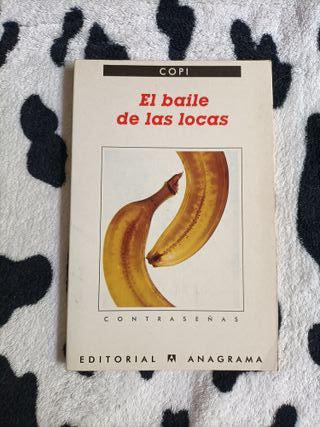 COPI
El baile
de las locas
CONTRASEÑAS
EDITORIAL A ANAGRAMA